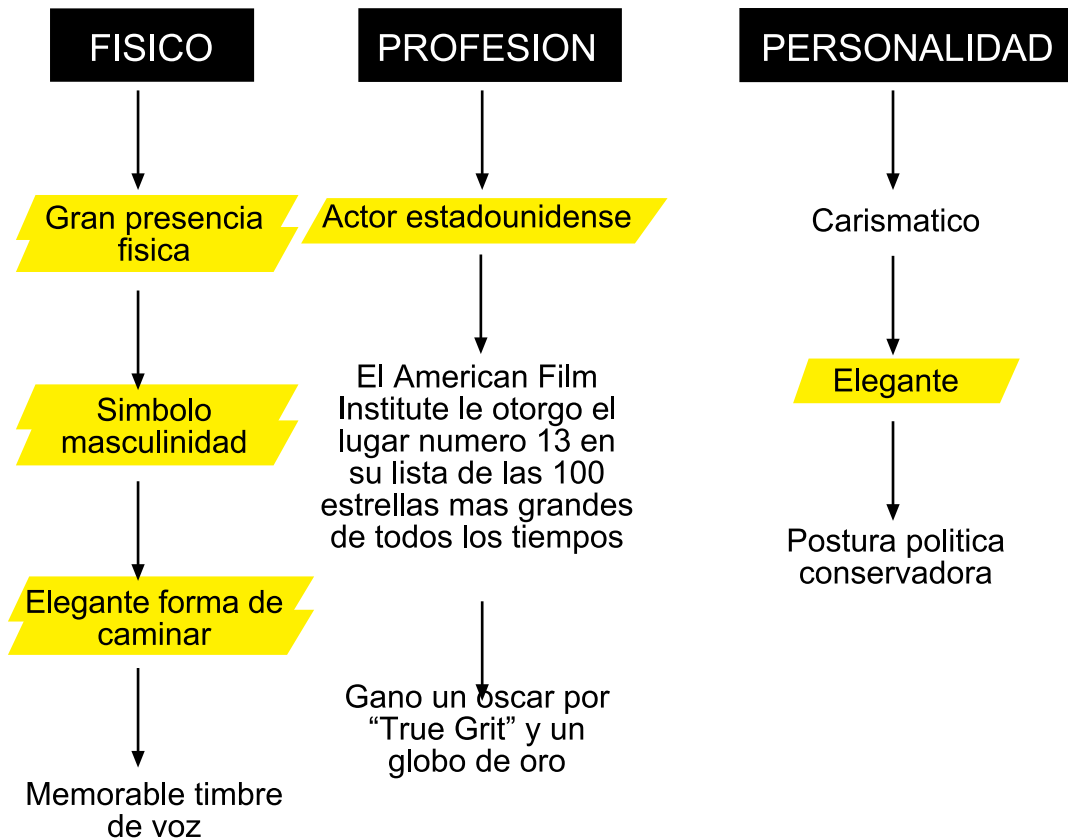 FISICO
Gran presencia
fisica
Simbolo
masculinidad
Elegante forma de
caminar
Memorable timbre
de voz
PROFESION
Actor estadounidense
El American Film
Institute le otorgo el
lugar numero 13 en
su lista de las 100
estrellas mas grandes
de todos los tiempos
Gano un oscar por
“True Grit” y un
globo de oro
PERSONALIDAD
Carismatico
Elegante
Postura politica
conservadora